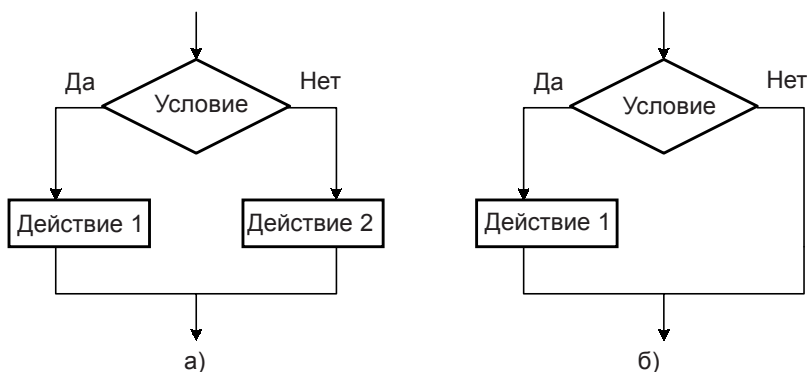 Да
Нет
Условие
Действие 1
Действие 2
а)
Да
Нет
Условие
Действие 1
б)